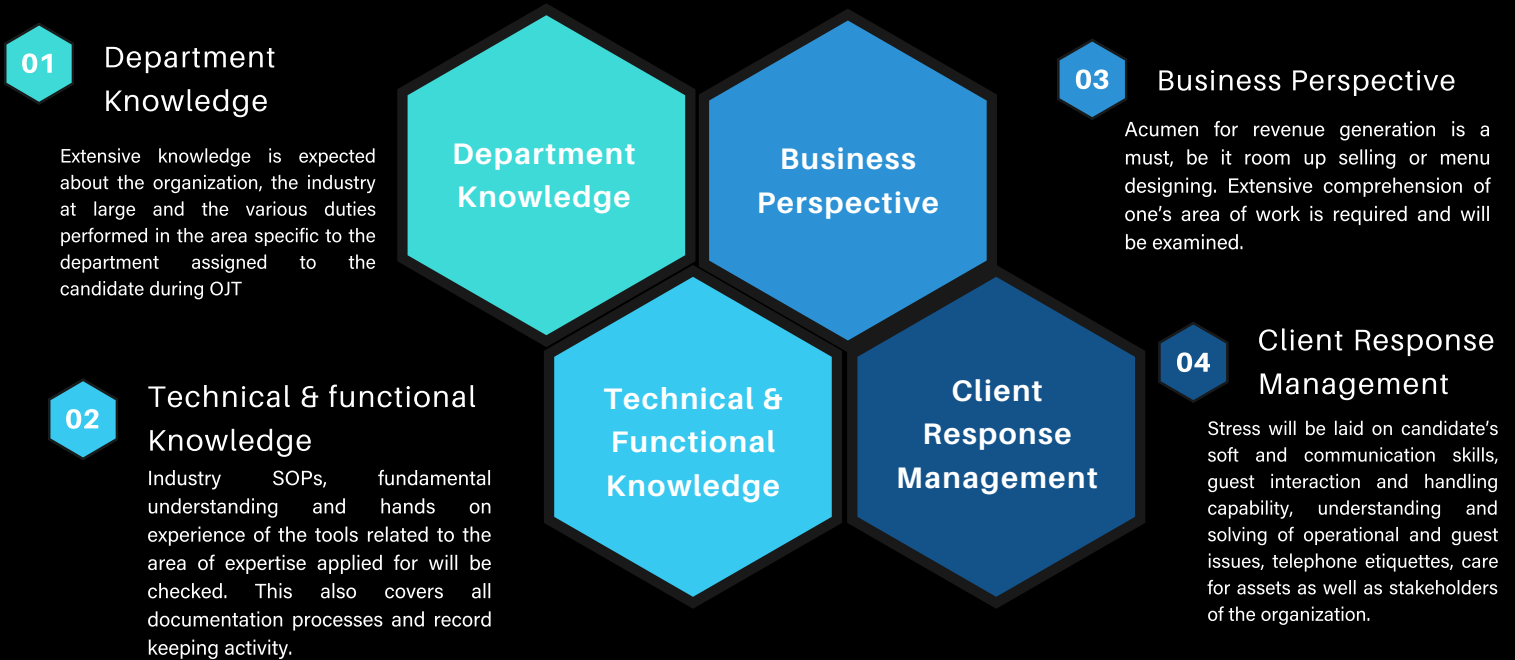 01
Department
Knowledge
Extensive knowledge is expected
about the organization, the industry
at large and the various duties
performed in the area specific to the
department assigned to the
candidate during OJT
02
Technical & functional
Knowledge
Industry SOPs, fundamental
understanding and hands on
experience of the tools related to the
area of expertise applied for will be
checked. This also covers all
documentation processes and record
keeping activity.
Department
Knowledge
Business
Perspective
Technical &
Functional
Knowledge
Client
Response
Management
03
Business Perspective
Acumen for revenue generation is a
must, be it room up selling or menu
designing. Extensive comprehension of
one's area of work is required and will
be examined.
04
Client Response
Management
Stress will be laid on candidate's
soft and communication skills,
guest interaction and handling
capability, understanding and
solving of operational and guest
issues, telephone etiquettes, care
for assets as well as stakeholders
of the organization.